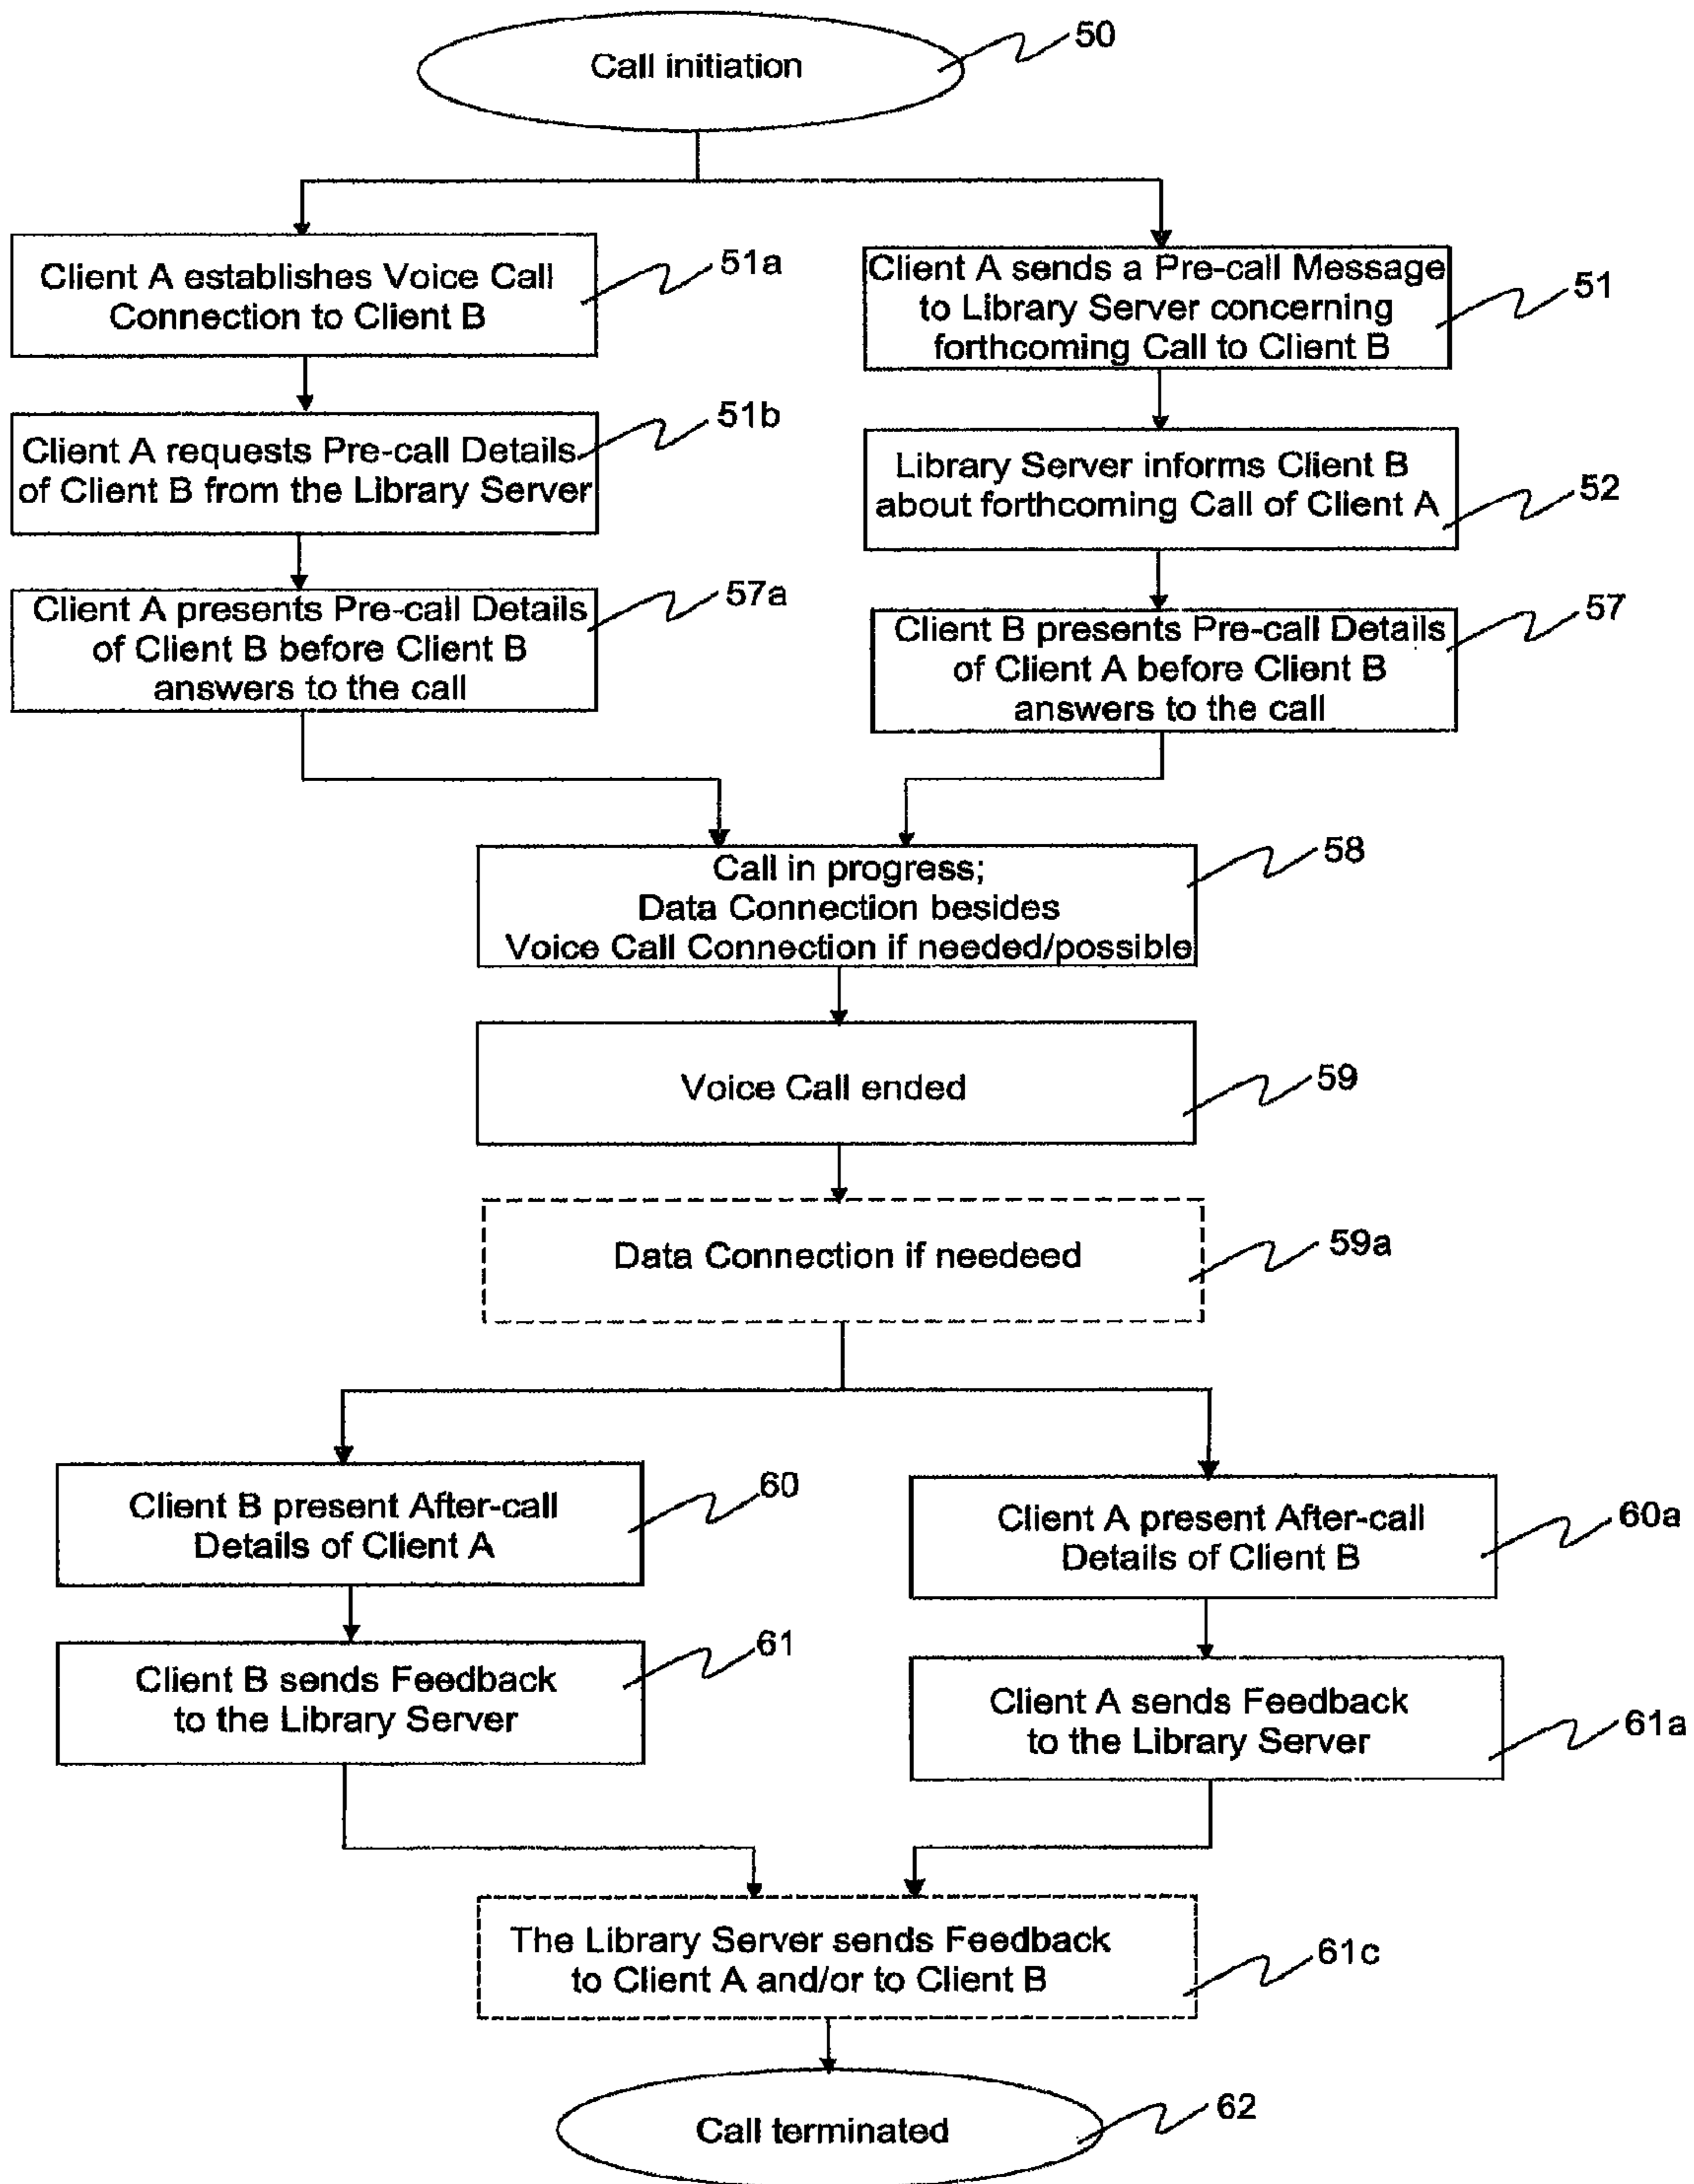 Call initiation
50
Client A establishes Voice Call
Connection to Client B
51a
Client A sends a Pre-call Message
to Library Server concerning
forthcoming Call to Client B
51
Client A requests Pre-call Details
of Client B from the Library Server
51b
Library Server informs Client B
about forthcoming Call of Client A
52
Client A presents Pre-call Details
of Client B before Client B
answers to the call
57a
Client B presents Pre-call Details
of Client A before Client B
answers to the call
57
Call in progress;
Data Connection besides
Voice Call Connection if needed/possible
58
Voice Call ended
59
Data Connection if needeed
59a
Client B present After-call
Details of Client A
60
Client A present After-call
Details of Client B
60a
Client B sends Feedback
to the Library Server
61
Client A sends Feedback
to the Library Server
61a
The Library Server sends Feedback
to Client A and/or to Client B
61c
Call terminated
62